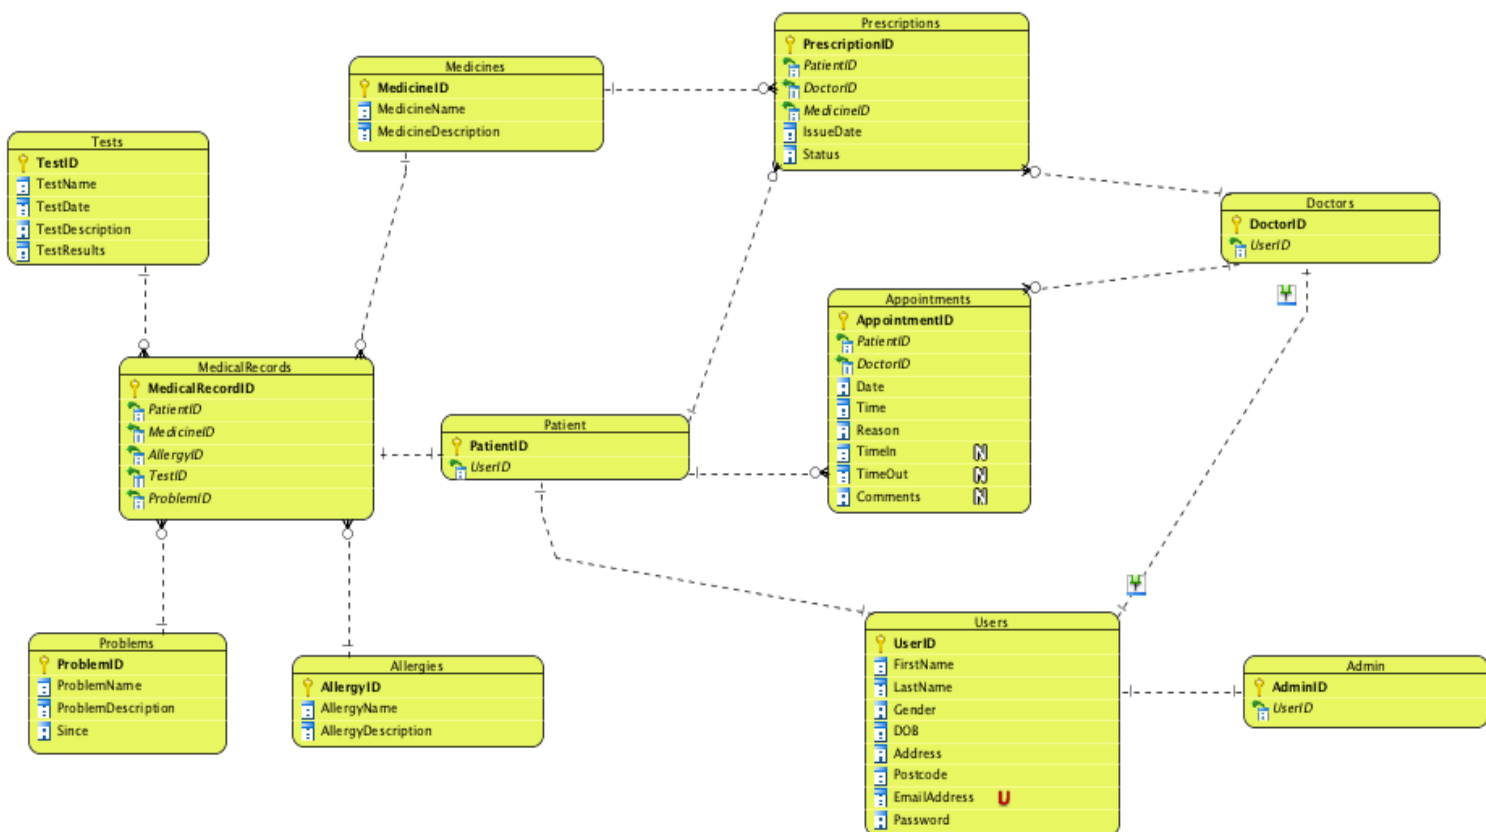 Prescriptions
PrescriptionID
PatientID
DoctorID
MedicineID
IssueDate
Status
Medicines
MedicineID
MedicineName
MedicineDescription
Tests
TestID
TestName
TestDate
TestDescription
TestResults
Doctors
DoctorID
UserID
Appointments
AppointmentID
PatientID
DoctorID
Date
Time
Reason
TimeIn N
TimeOut N
Comments N
MedicalRecords
MedicalRecordID
PatientID
MedicineID
AllergyID
TestID
ProblemID
Patient
PatientID
UserID
Problems
ProblemID
ProblemName
ProblemDescription
Since
Allergies
AllergyID
AllergyName
AllergyDescription
Users
UserID
FirstName
LastName
Gender
DOB
Address
Postcode
EmailAddress U
Password
Admin
AdminID
UserID